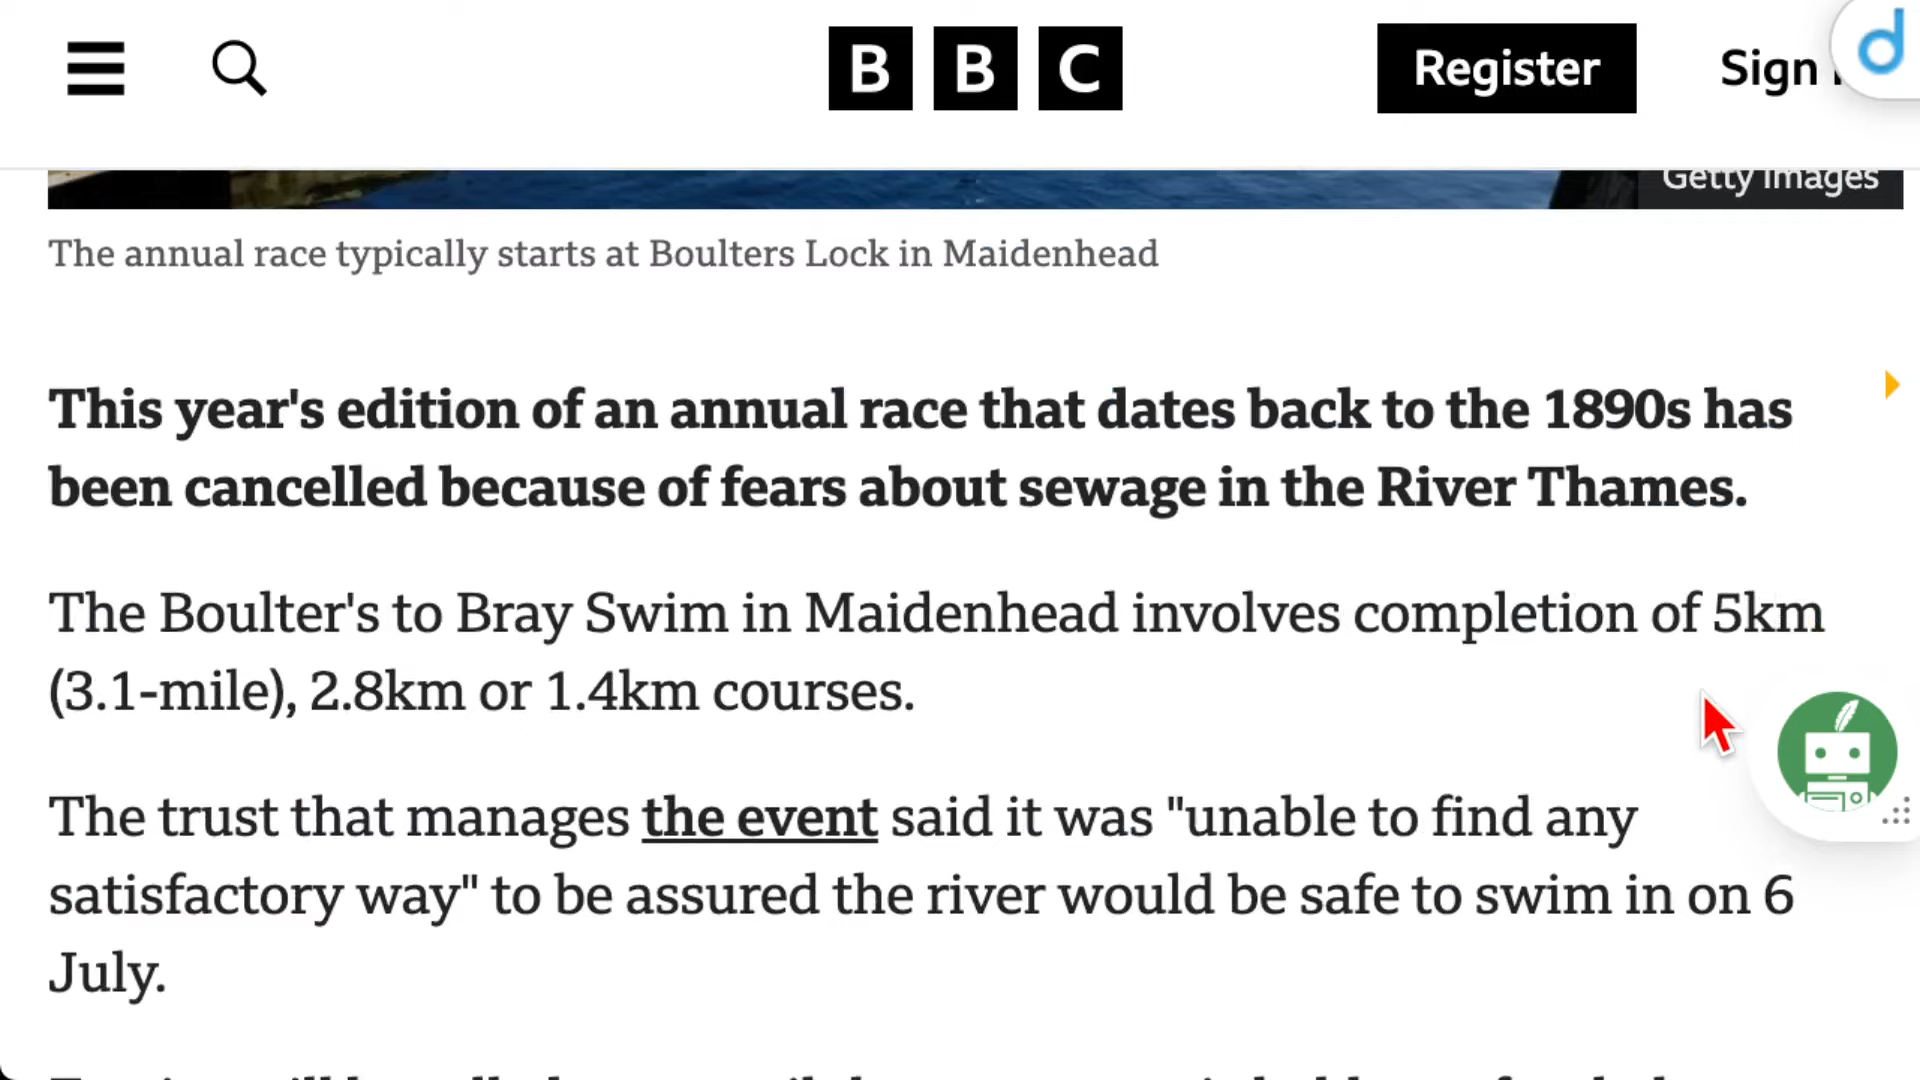 BBC
Register
Sign
Getty Images
The annual race typically starts at Boulters Lock in Maidenhead
This year's edition of an annual race that dates back to the 1890s has
been cancelled because of fears about sewage in the River Thames.
The Boulter's to Bray Swim in Maidenhead involves completion of 5km
(3.1-mile), 2.8km or 1.4km courses.
The trust that manages the event said it was "unable to find any
satisfactory way" to be assured the river would be safe to swim in on 6
July.